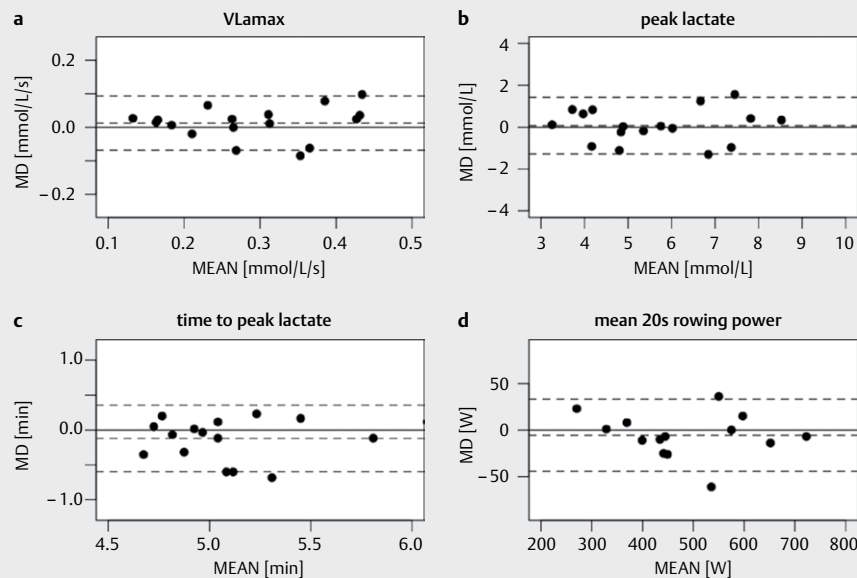 a VLamax
0.2
0.0
– 0.2
MD [mmol/L/s]
0.1 0.2 0.3 0.4 0.5
MEAN [mmol/L/s]
b peak lactate
4
2
0
– 2
– 4
MD [mmol/L]
3 4 5 6 7 8 9 10
MEAN [mmol/L]
c time to peak lactate
1.0
0.0
– 1.0
MD [min]
4.5 5.0 5.5 6.0
MEAN [min]
d mean 20s rowing power
50
0
– 50
MD [W]
200 300 400 500 600 700 800
MEAN [W]